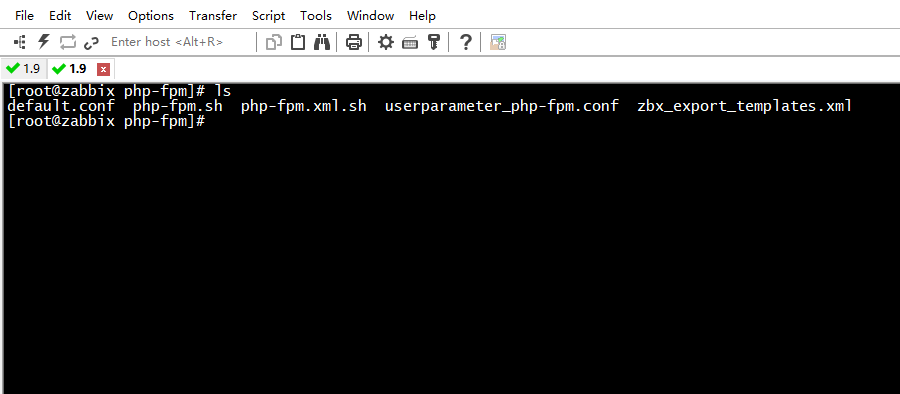 File Edit View Options Transfer Script Tools Window Help
Enter host <Alt+R>
1.9 1.9
[root@zabbix php-fpm]# ls
default.conf  php-fpm.sh  php-fpm.xml.sh  userparameter_php-fpm.conf  zbx_export_templates.xml
[root@zabbix php-fpm]#